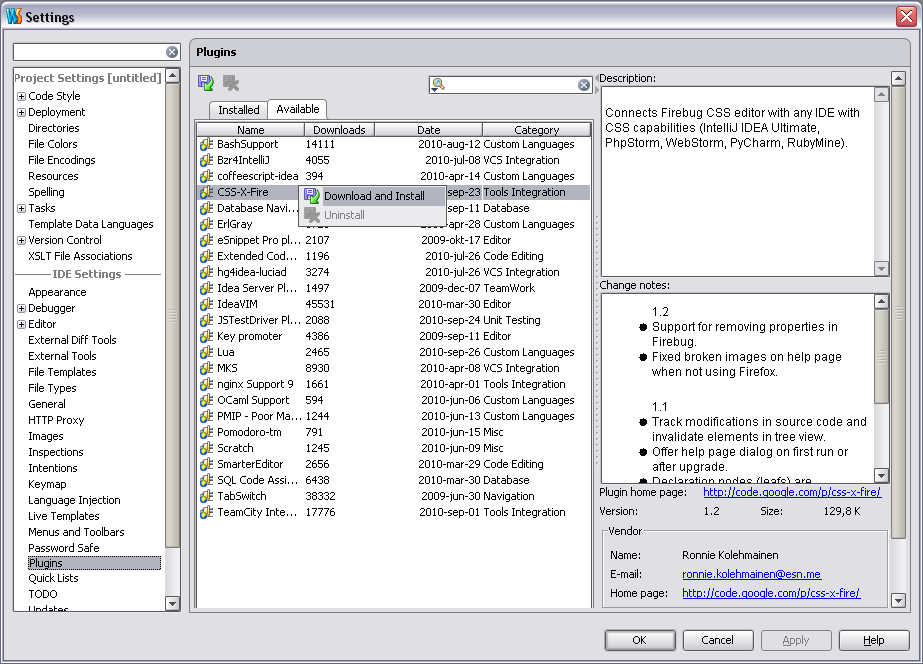 Settings
Project Settings [untitled]
Code Style
Deployment
Directories
File Colors
File Encodings
Resources
Spelling
Tasks
Template Data Languages
Version Control
XSLT File Associations
IDE Settings
Appearance
Debugger
Editor
External Diff Tools
External Tools
File Templates
File Types
General
HTTP Proxy
Images
Inspections
Intentions
Keymap
Language Injection
Live Templates
Menus and Toolbars
Password Safe
Plugins
Quick Lists
TODO
Updates
Plugins
Installed Available
Name Downloads Date Category
BashSupport 14111 2010-aug-12 Custom Languages
Bzr4IntelliJ 4055 2010-jul-08 VCS Integration
coffeescript-idea 394 2010-apr-14 Custom Languages
CSS-X-Fire sep-23 Tools Integration
Database Navi... sep-11 Database
ErlGray apr-28 Custom Languages
eSnippet Pro pl... 2107 2009-okt-17 Editor
Extended Cod... 1196 2010-jul-26 Code Editing
hg4idea-luciad 3274 2010-jul-26 VCS Integration
Idea Server Pl... 1497 2009-dec-07 TeamWork
IdeaVIM 45531 2010-mar-30 Editor
JSTestDriver Pl... 2088 2010-sep-24 Unit Testing
Key promoter 4386 2009-sep-11 Editor
Lua 2465 2010-sep-26 Custom Languages
MKS 8930 2010-apr-08 VCS Integration
nginx Support 9 1661 2010-apr-01 Tools Integration
OCaml Support 594 2010-jun-06 Custom Languages
PMIP - Poor Ma... 1244 2010-jun-13 Custom Languages
Pomodoro-tm 791 2010-jun-15 Misc
Scratch 1245 2010-jun-09 Misc
SmarterEditor 2656 2010-mar-29 Code Editing
SQL Code Assi... 6438 2010-mar-30 Database
TabSwitch 38332 2009-jun-30 Navigation
TeamCity Inte... 17776 2010-sep-01 Tools Integration
Download and Install
Uninstall
Description:
Connects Firebug CSS editor with any IDE with
CSS capabilities (IntelliJ IDEA Ultimate,
PhpStorm, WebStorm, PyCharm, RubyMine).
Change notes:
1.2
● Support for removing properties in
Firebug.
● Fixed broken images on help page
when not using Firefox.
1.1
● Track modifications in source code and
invalidate elements in tree view.
● Offer help page dialog on first run or
after upgrade.
● Declaration nodes (leafs) are
Plugin home page: http://code.google.com/p/css-x-fire/
Version: 1.2 Size: 129,8 K
Vendor
Name: Ronnie Kolehmainen
E-mail: ronnie.kolehmainen@esn.me
Home page: http://code.google.com/p/css-x-fire/
OK Cancel Apply Help